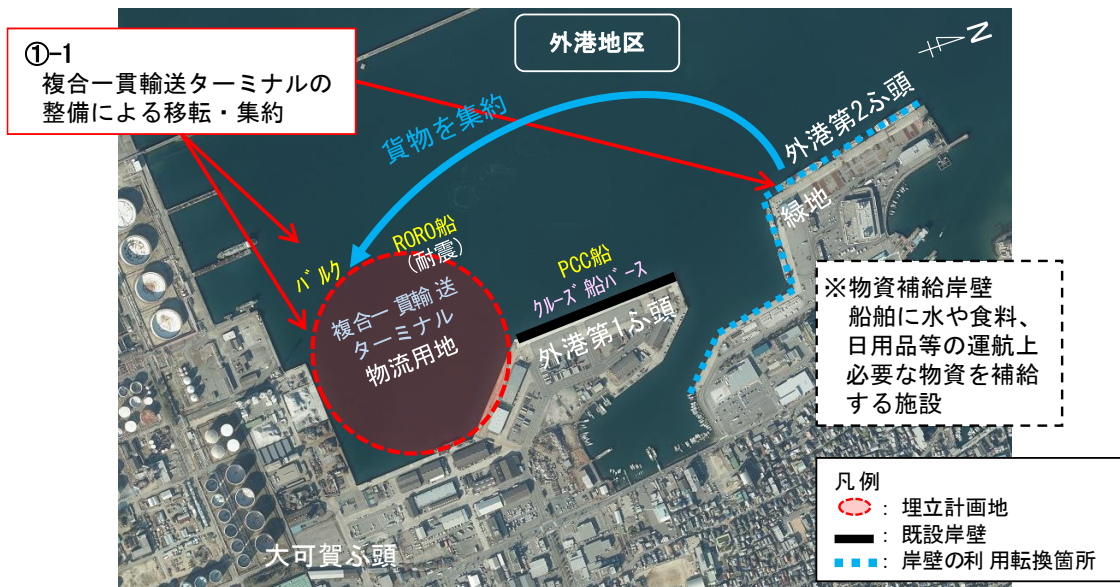 外港地区
N
①-1
複合一貫輸送ターミナルの
整備による移転・集約
貨物を集約
外港第2ふ頭
緑地
バルク
RORO船
(耐震)
PCC船
クルーズ船バース
外港第1ふ頭
複合一貫輸送
ターミナル
物流用地
※物資補給岸壁
船舶に水や食料、
日用品等の運航上
必要な物資を補給
する施設
大可賀ふ頭
凡例
：埋立計画地
：既設岸壁
：岸壁の利用転換箇所